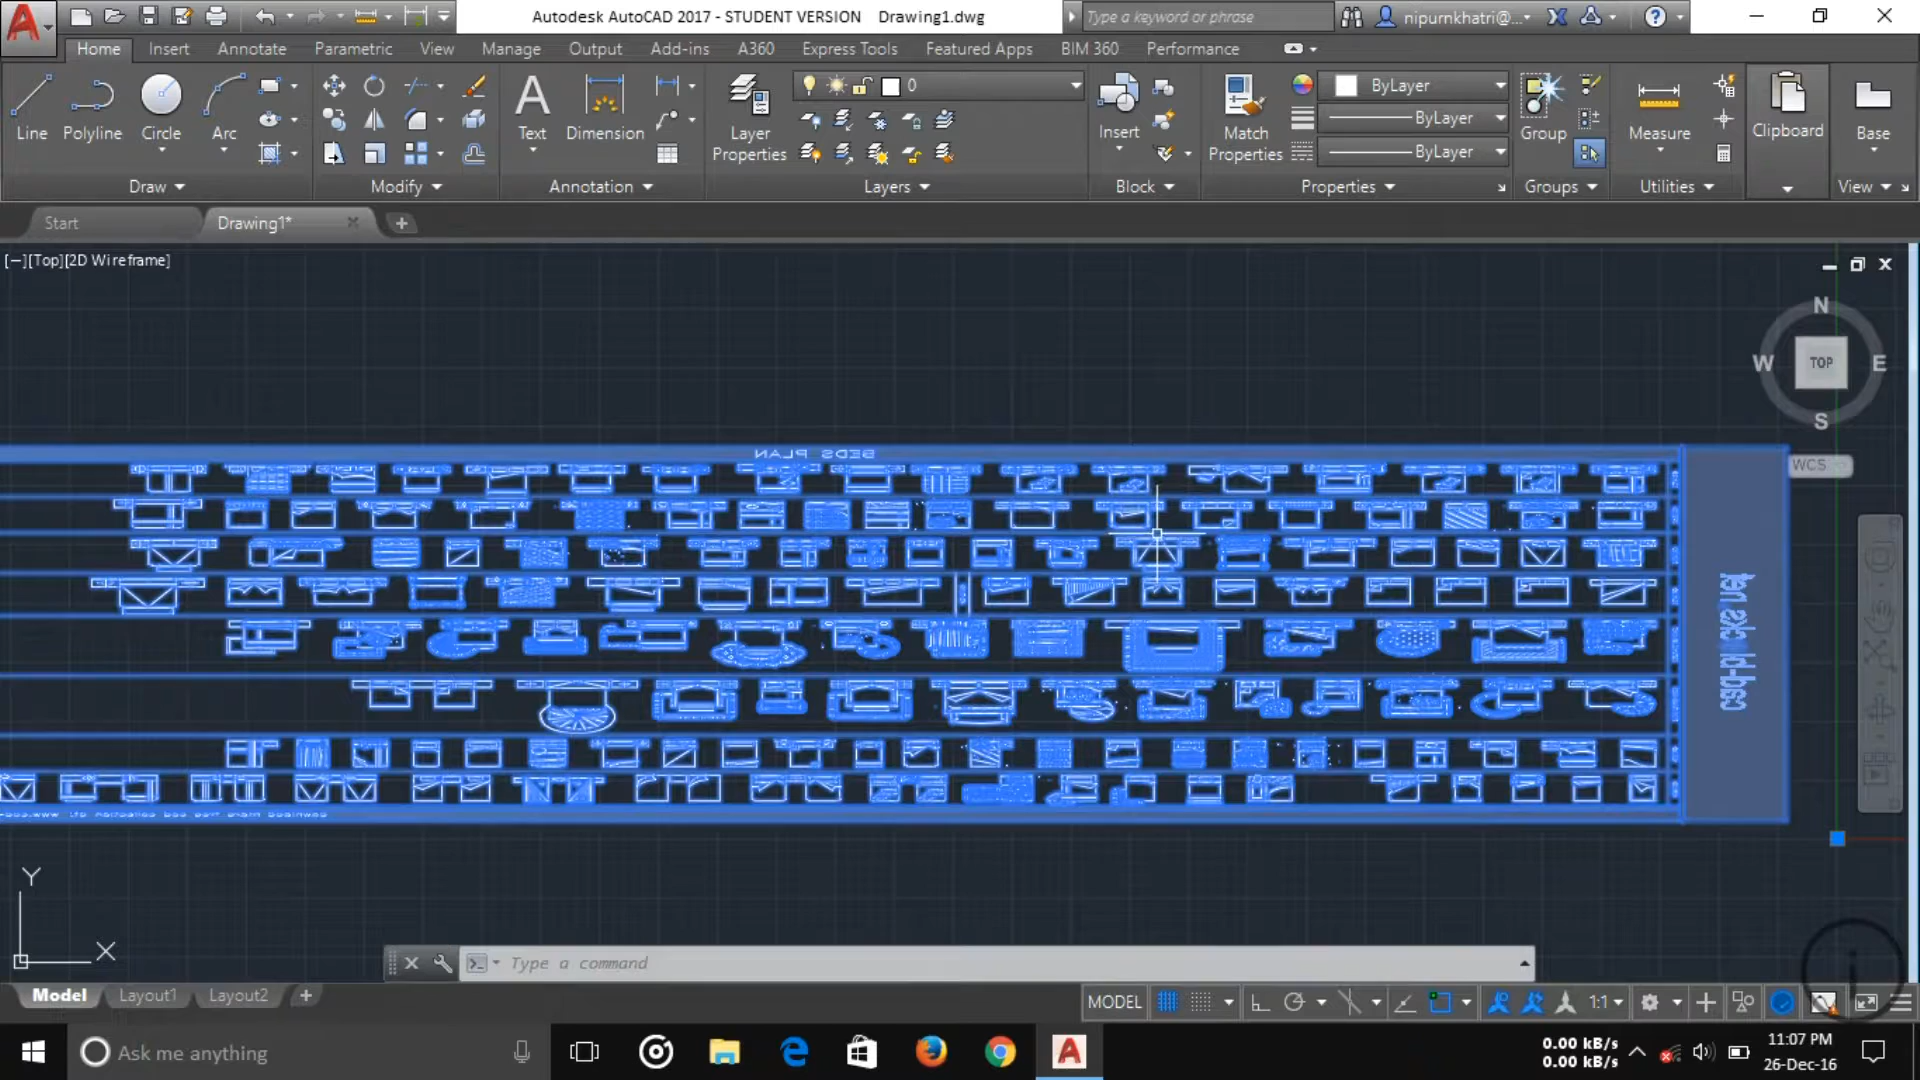 Autodesk AutoCAD 2017 - STUDENT VERSION Drawing1.dwg
Type a keyword or phrase
nipurnkhatri@...
Home Insert Annotate Parametric View Manage Output Add-ins A360 Express Tools Featured Apps BIM 360 Performance
Line Polyline Circle Arc
Text Dimension
Layer Properties
0
Insert
Match Properties
ByLayer
ByLayer
ByLayer
Group
Measure
Clipboard
Base
Draw Modify Annotation Layers Block Properties Groups Utilities View
Start Drawing1*
[−][Top][2D Wireframe]
N
W TOP E
S
WCS
BEDS PLAN
Y
X
Type a command
Model Layout1 Layout2
MODEL 1:1
Ask me anything
0.00 kB/s
0.00 kB/s
11:07 PM
26-Dec-16